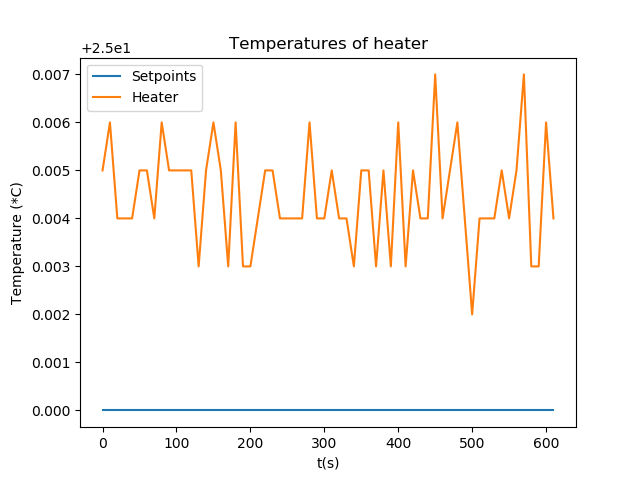 Temperatures of heater
+2.5e1
Setpoints
Heater
Temperature (*C)
0.007
0.006
0.005
0.004
0.003
0.002
0.001
0.000
0 100 200 300 400 500 600
t(s)